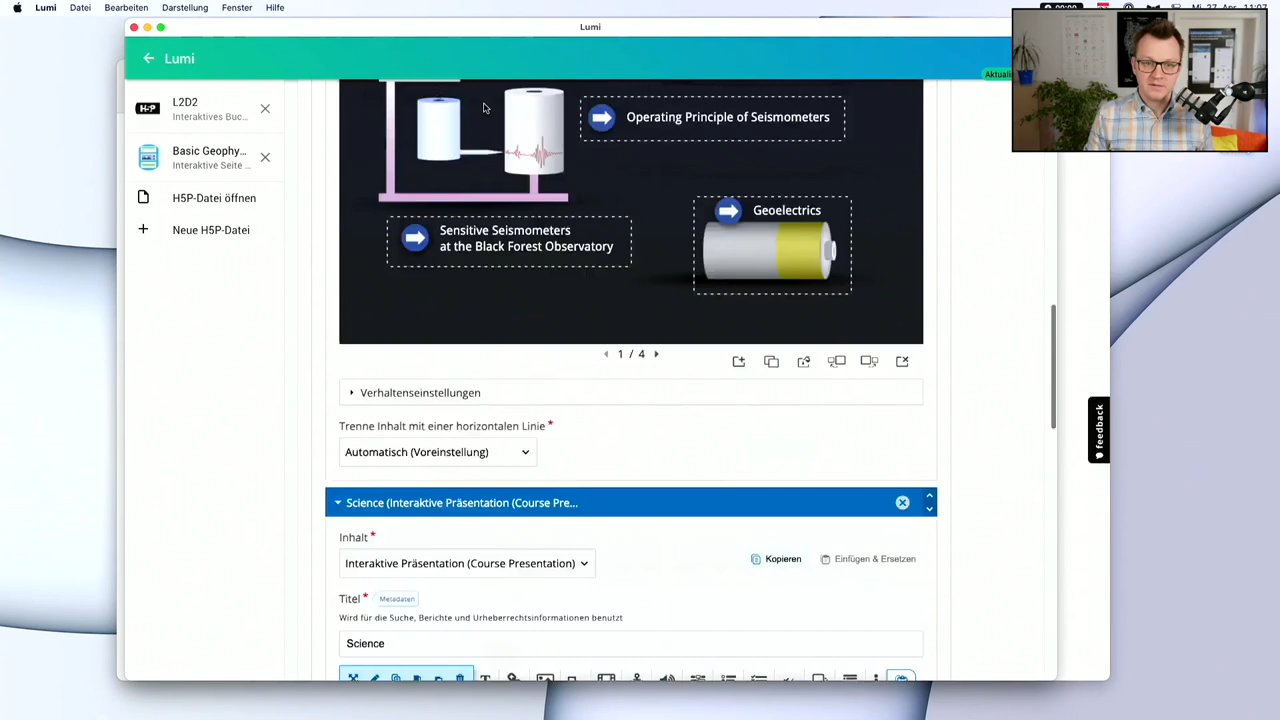 Lumi Datei Bearbeiten Darstellung Fenster Hilfe
Lumi
Lumi
L2D2
Interaktives Buc...
Basic Geophy...
Interaktive Seite ...
H5P-Datei öffnen
Neue H5P-Datei
Operating Principle of Seismometers
Sensitive Seismometers
at the Black Forest Observatory
Geoelectrics
1 / 4
Verhaltenseinstellungen
Trenne Inhalt mit einer horizontalen Linie *
Automatisch (Voreinstellung)
Science (Interaktive Präsentation (Course Pre...
Inhalt *
Interaktive Präsentation (Course Presentation)
Kopieren
Einfügen & Ersetzen
Titel * Metadaten
Wird für die Suche, Berichte und Urheberrechtsinformationen benutzt
Science
feedback